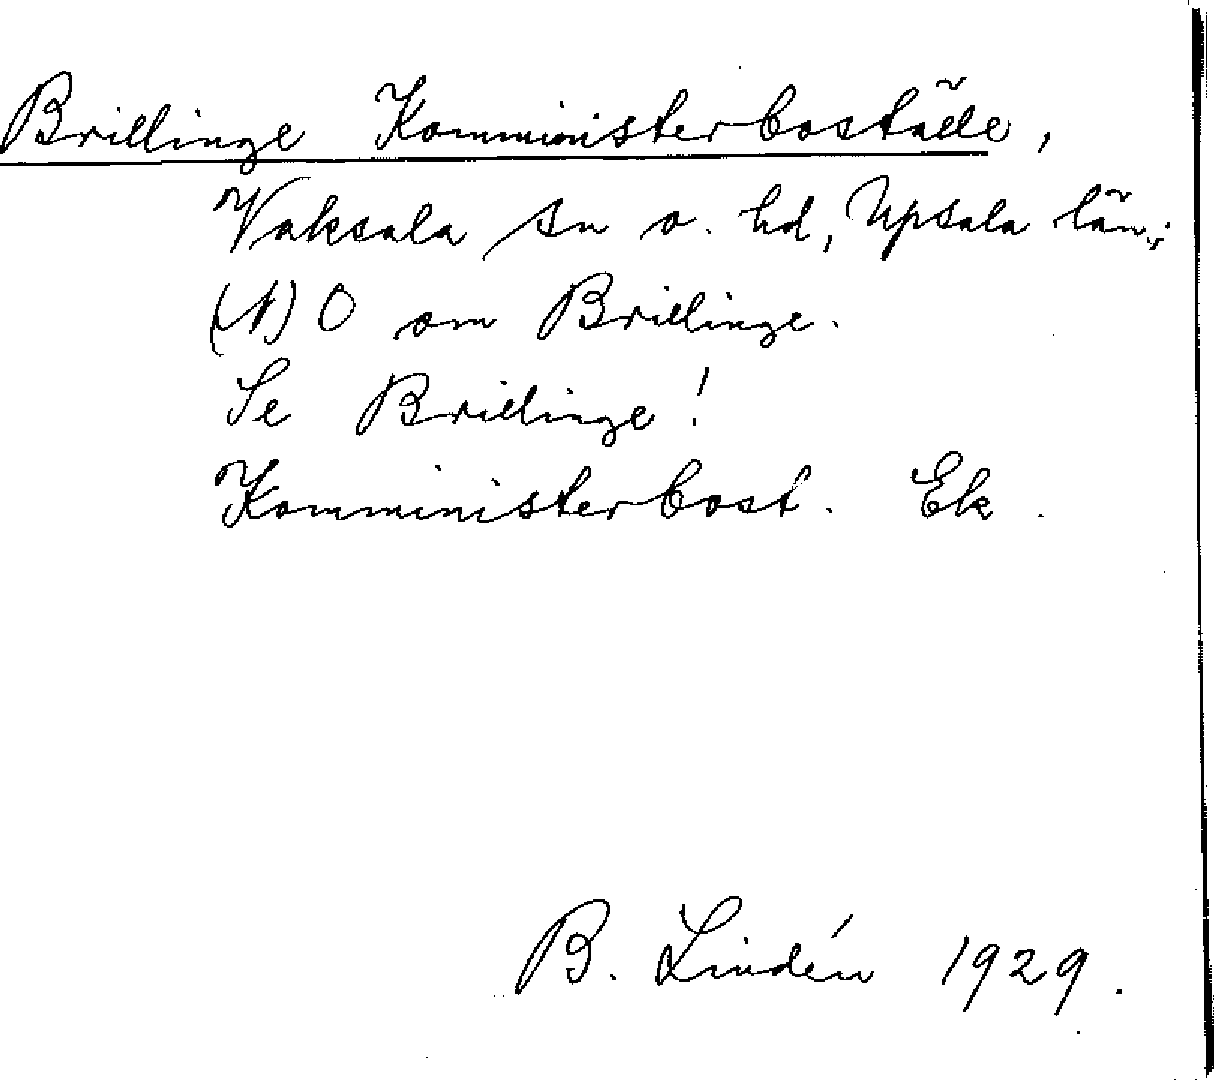 Brillinge Komministerboställe,
Vaksala sn o. hd, Upsala län.;
(N) O om Brillinge.
Se Brillinge!
Komministerbost. Ek.
B. Lindén 1929.